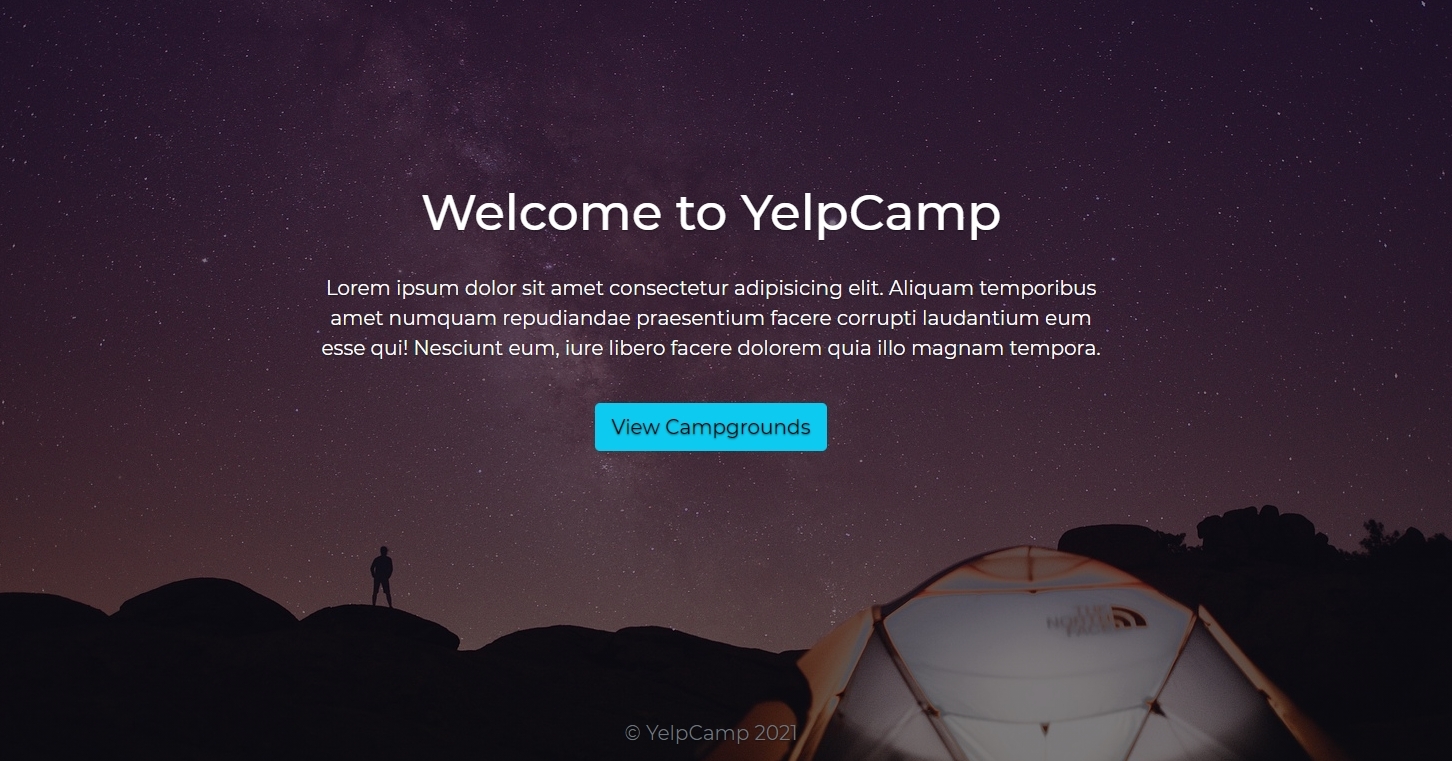 Welcome to YelpCamp
Lorem ipsum dolor sit amet consectetur adipisicing elit. Aliquam temporibus
amet numquam repudiandae praesentium facere corrupti laudantium eum
esse qui! Nesciunt eum, iure libero facere dolorem quia illo magnam tempora.
View Campgrounds
THE
NORTH
FACE
© YelpCamp 2021